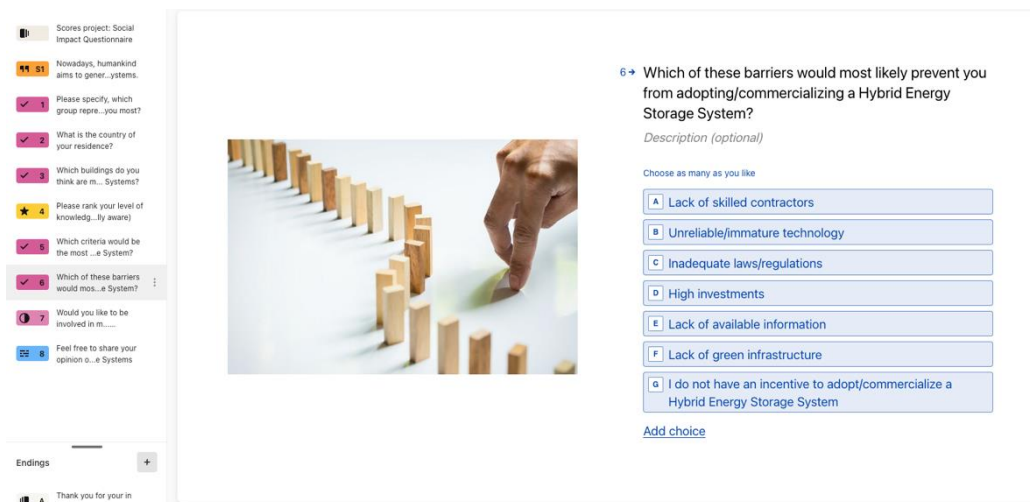 Scores project: Social
Impact Questionnaire
S1
Nowadays, humankind
aims to gener...ystems.
1
Please specify, which
group repre...you most?
2
What is the country of
your residence?
3
Which buildings do you
think are m... Systems?
4
Please rank your level of
knowledg...lly aware)
5
Which criteria would be
the most ...e System?
6
Which of these barriers
would mos...e System?
7
Would you like to be
involved in m......
8
Feel free to share your
opinion o...e Systems
Endings
+
A
Thank you for your in
6 Which of these barriers would most likely prevent you
from adopting/commercializing a Hybrid Energy
Storage System?
Description (optional)
Choose as many as you like
A Lack of skilled contractors
B Unreliable/immature technology
C Inadequate laws/regulations
D High investments
E Lack of available information
F Lack of green infrastructure
G I do not have an incentive to adopt/commercialize a
Hybrid Energy Storage System
Add choice